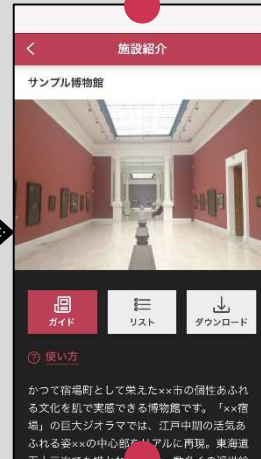 施設紹介
サンプル博物館
ガイド
リスト
ダウンロード
使い方
かつて宿場町として栄えた××市の個性あふれ
る文化を肌で実感できる博物館です。「××宿
場」の巨大ジオラマでは、江戸中期の活気あ
ふれる姿××の中心部をリアルに再現。東海道